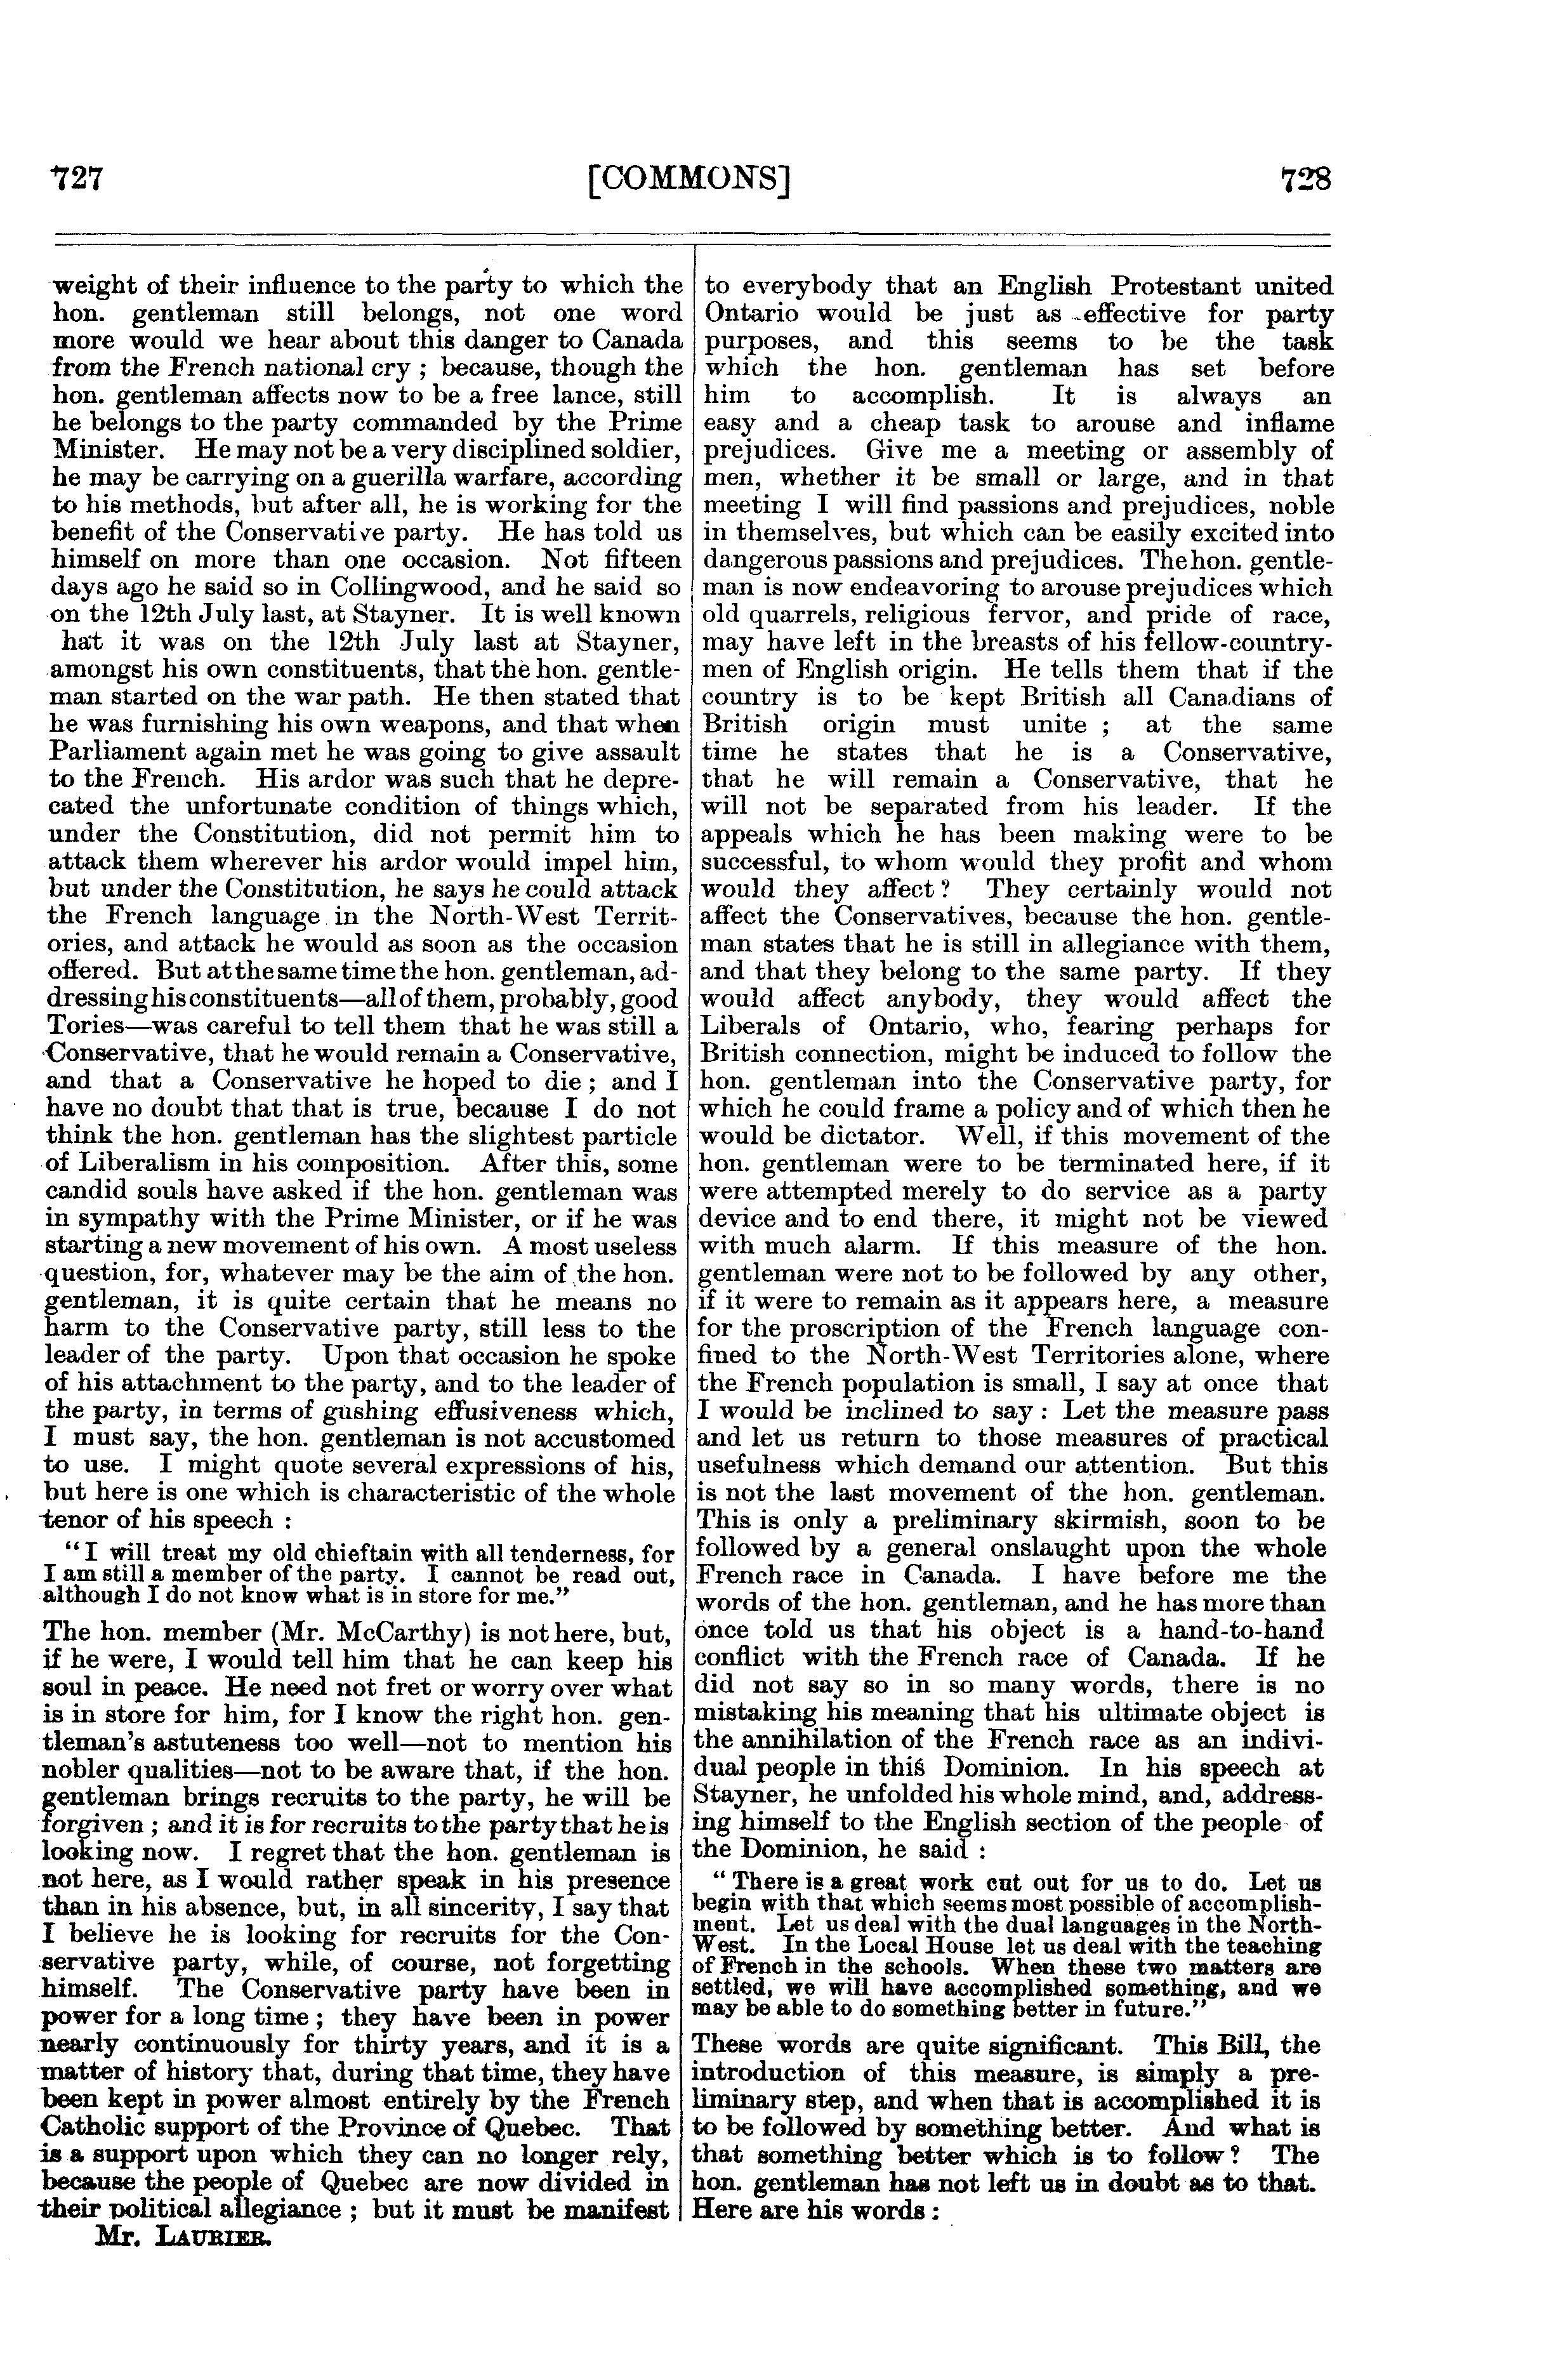 727 [COMMONS] 728
weight of their influence to the party to which the
hon. gentleman still belongs, not one word
more would we hear about this danger to Canada
from the French national cry ; because, though the
hon. gentleman affects now to be a free lance, still
he belongs to the party commanded by the Prime
Minister. He may not be a very disciplined soldier,
he may be carrying on a guerilla warfare, according
to his methods, but after all, he is working for the
benefit of the Conservative party. He has told us
himself on more than one occasion. Not fifteen
days ago he said so in Collingwood, and he said so
on the 12th July last, at Stayner. It is well known
hat it was on the 12th July last at Stayner,
amongst his own constituents, that the hon. gentle-
man started on the war path. He then stated that
he was furnishing his own weapons, and that when
Parliament again met he was going to give assault
to the French. His ardor was such that he depre-
cated the unfortunate condition of things which,
under the Constitution, did not permit him to
attack them wherever his ardor would impel him,
but under the Constitution, he says he could attack
the French language in the North-West Territ-
ories, and attack he would as soon as the occasion
offered. But at the same time the hon. gentleman, ad-
dressing his constituents—all of them, probably, good
Tories—was careful to tell them that he was still a
Conservative, that he would remain a Conservative,
and that a Conservative he hoped to die ; and I
have no doubt that that is true, because I do not
think the hon. gentleman has the slightest particle
of Liberalism in his composition. After this, some
candid souls have asked if the hon. gentleman was
in sympathy with the Prime Minister, or if he was
starting a new movement of his own. A most useless
question, for, whatever may be the aim of the hon.
gentleman, it is quite certain that he means no
harm to the Conservative party, still less to the
leader of the party. Upon that occasion he spoke
of his attachment to the party, and to the leader of
the party, in terms of gushing effusiveness which,
I must say, the hon. gentleman is not accustomed
to use. I might quote several expressions of his,
but here is one which is characteristic of the whole
tenor of his speech :
“I will treat my old chieftain with all tenderness, for
I am still a member of the party. I cannot be read out,
although I do not know what is in store for me.”
The hon. member (Mr. McCarthy) is not here, but,
if he were, I would tell him that he can keep his
soul in peace. He need not fret or worry over what
is in store for him, for I know the right hon. gen-
tleman's astuteness too well—not to mention his
nobler qualities—not to be aware that, if the hon.
gentleman brings recruits to the party, he will be
forgiven ; and it is for recruits to the party that he is
looking now. I regret that the hon. gentleman is
not here, as I would rather speak in his presence
than in his absence, but, in all sincerity, I say that
I believe he is looking for recruits for the Con-
servative party, while, of course, not forgetting
himself. The Conservative party have been in
power for a long time ; they have been in power
nearly continuously for thirty years, and it is a
matter of history that, during that time, they have
been kept in power almost entirely by the French
Catholic support of the Province of Quebec. That
is a support upon which they can no longer rely,
because the people of Quebec are now divided in
their political allegiance ; but it must be manifest
Mr. LAURIER.
to everybody that an English Protestant united
Ontario would be just as effective for party
purposes, and this seems to be the task
which the hon. gentleman has set before
him to accomplish. It is always an
easy and a cheap task to arouse and inflame
prejudices. Give me a meeting or assembly of
men, whether it be small or large, and in that
meeting I will find passions and prejudices, noble
in themselves, but which can be easily excited into
dangerous passions and prejudices. The hon. gentle-
man is now endeavoring to arouse prejudices which
old quarrels, religious fervor, and pride of race,
may have left in the breasts of his fellow-country-
men of English origin. He tells them that if the
country is to be kept British all Canadians of
British origin must unite ; at the same
time he states that he is a Conservative,
that he will remain a Conservative, that he
will not be separated from his leader. If the
appeals which he has been making were to be
successful, to whom would they profit and whom
would they affect ? They certainly would not
affect the Conservatives, because the hon. gentle-
man states that he is still in allegiance with them,
and that they belong to the same party. If they
would affect anybody, they would affect the
Liberals of Ontario, who, fearing perhaps for
British connection, might be induced to follow the
hon. gentleman into the Conservative party, for
which he could frame a policy and of which then he
would be dictator. Well, if this movement of the
hon. gentleman were to be terminated here, if it
were attempted merely to do service as a party
device and to end there, it might not be viewed
with much alarm. If this measure of the hon.
gentleman were not to be followed by any other,
if it were to remain as it appears here, a measure
for the proscription of the French language con-
fined to the North-West Territories alone, where
the French population is small, I say at once that
I would be inclined to say : Let the measure pass
and let us return to those measures of practical
usefulness which demand our attention. But this
is not the last movement of the hon. gentleman.
This is only a preliminary skirmish, soon to be
followed by a general onslaught upon the whole
French race in Canada. I have before me the
words of the hon. gentleman, and he has more than
once told us that his object is a hand-to-hand
conflict with the French race of Canada. If he
did not say so in so many words, there is no
mistaking his meaning that his ultimate object is
the annihilation of the French race as an indivi-
dual people in this Dominion. In his speech at
Stayner, he unfolded his whole mind, and, address-
ing himself to the English section of the people of
the Dominion, he said :
“ There is a great work cut out for us to do. Let us
begin with that which seems most possible of accomplish-
ment. Let us deal with the dual languages in the North-
West. In the Local House let us deal with the teaching
of French in the schools. When these two matters are
settled, we will have accomplished something, and we
may be able to do something better in future.”
These words are quite significant. This Bill, the
introduction of this measure, is simply a pre-
liminary step, and when that is accomplished it is
to be followed by something better. And what is
that something better which is to follow ? The
hon. gentleman has not left us in doubt as to that.
Here are his words :